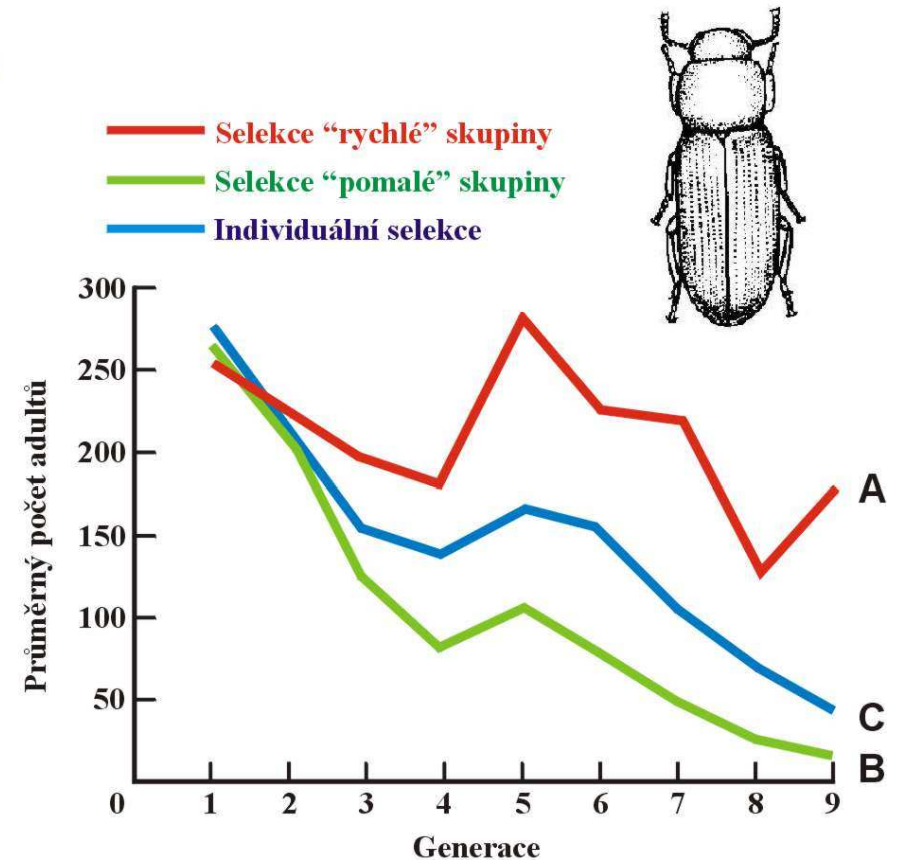 Selekce “rychlé” skupiny
Selekce “pomalé” skupiny
Individuální selekce
Průměrný počet adultů
300
250
200
150
100
50
0
1 2 3 4 5 6 7 8 9
A
C
B
Generace